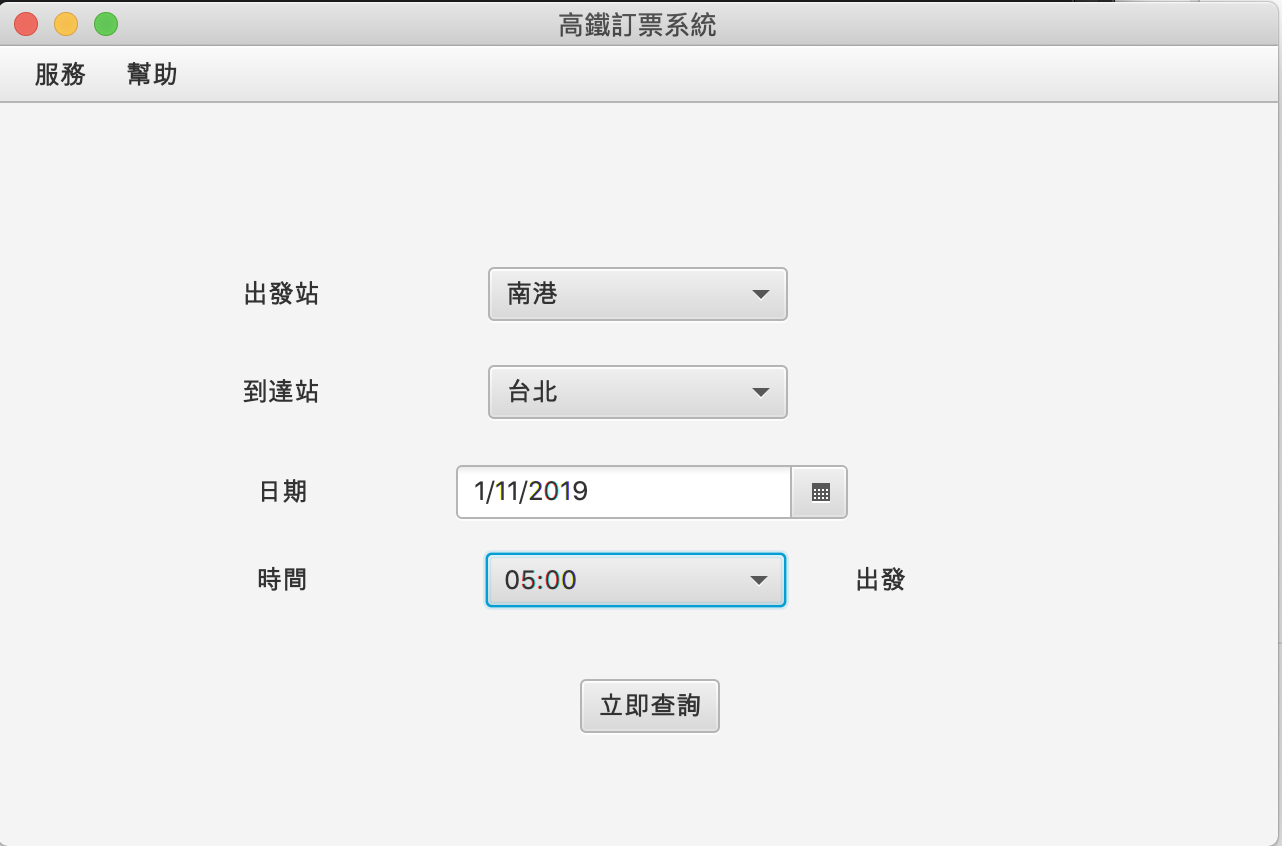 高鐵訂票系統
服務 幫助
出發站 南港
到達站 台北
日期 1/11/2019
時間 05:00 出發
立即查詢